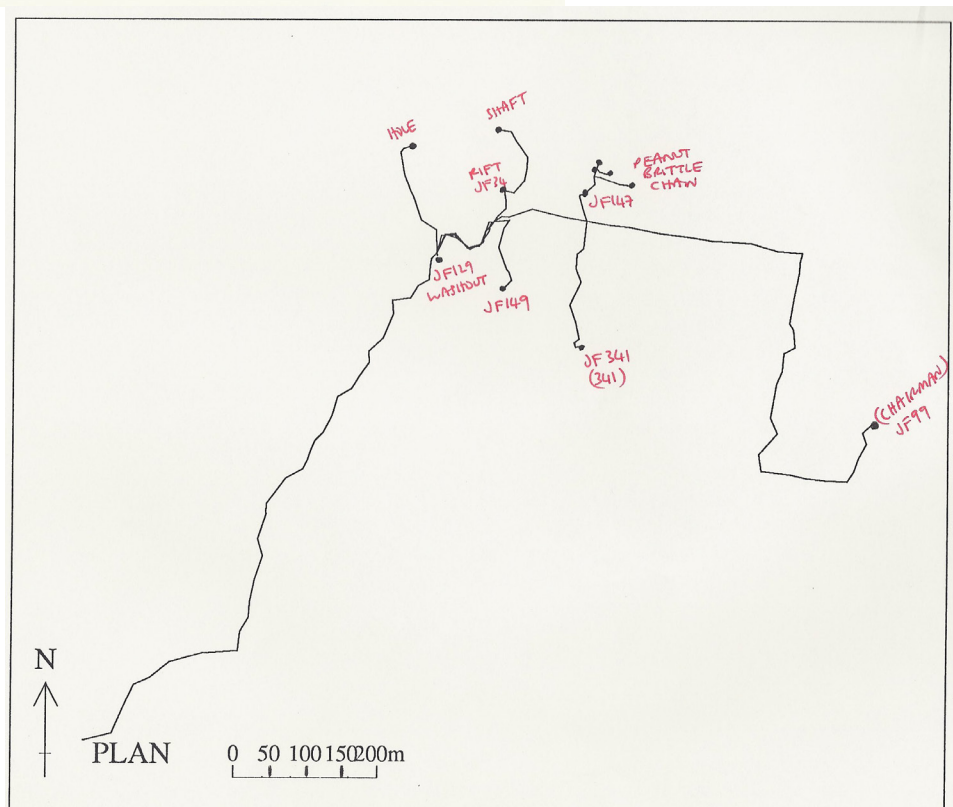 SHAFT
HOLE
RIFT
JF34
PEANUT
BRITTLE
CHAIN
JF147
JF129
WASHOUT
JF149
JF341
(341)
(CHAIRMAN)
JF99
N
PLAN
0 50 100 150 200m